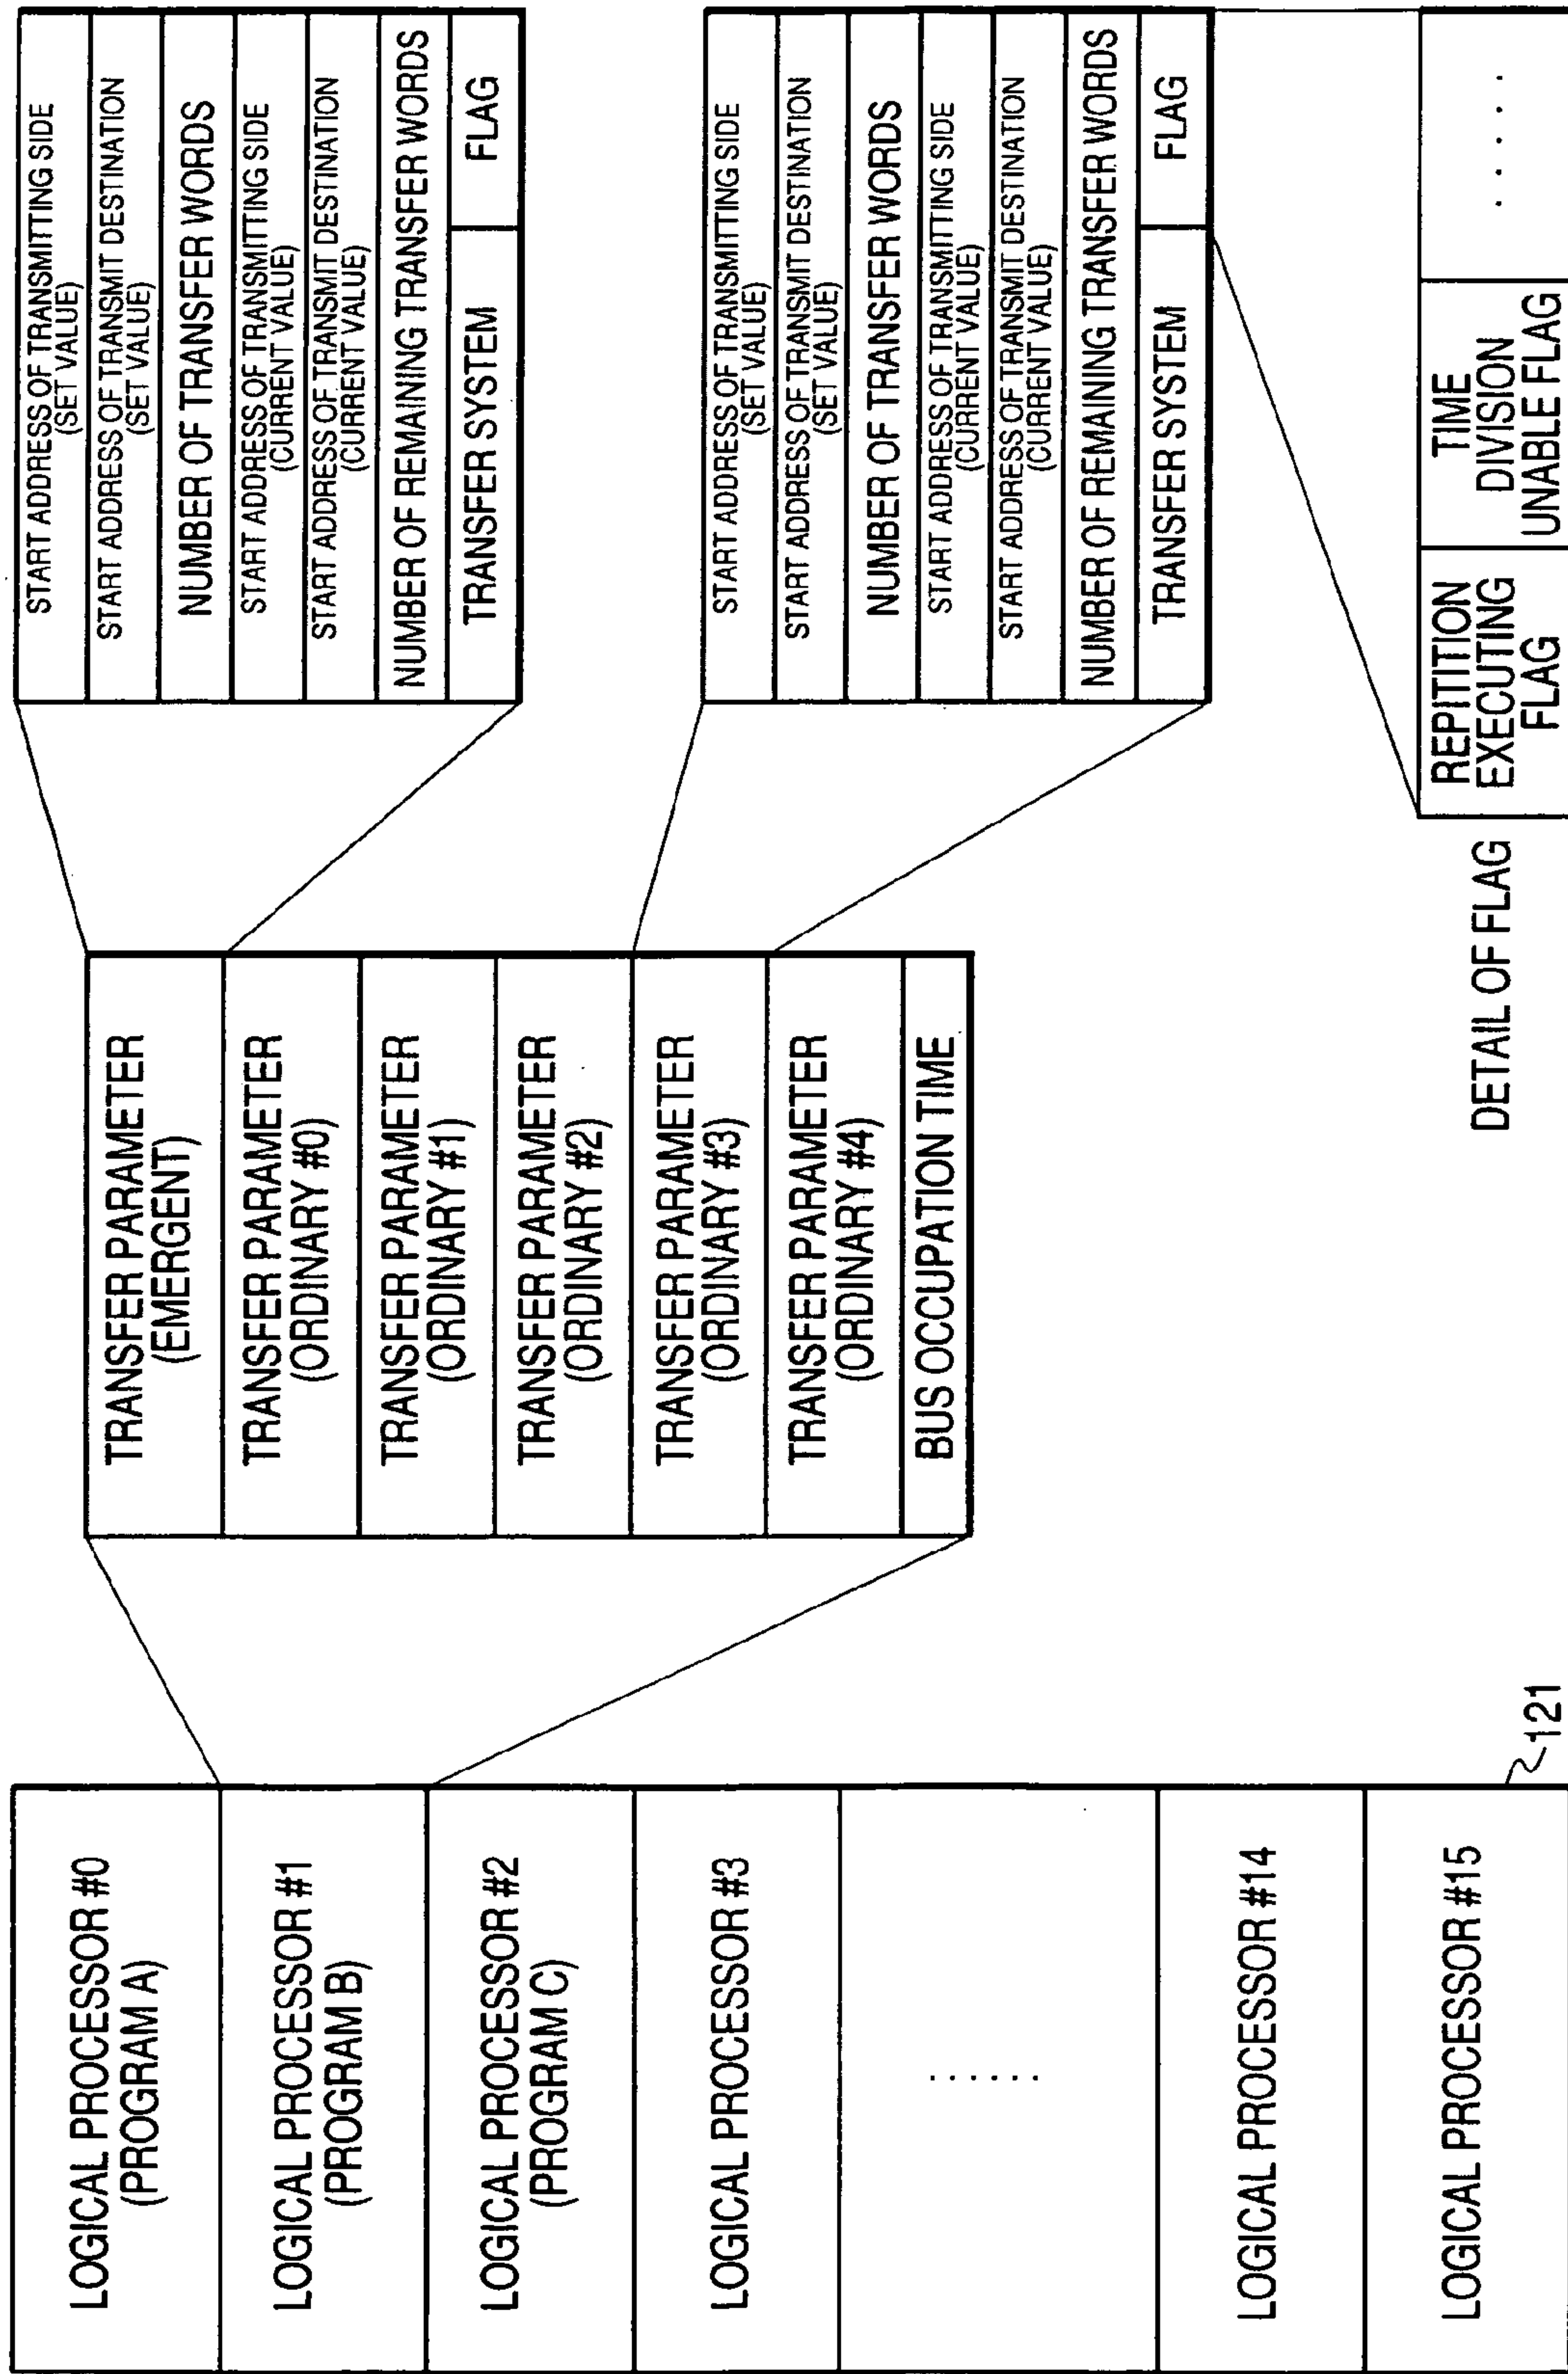 LOGICAL PROCESSOR #0
(PROGRAM A)
LOGICAL PROCESSOR #1
(PROGRAM B)
LOGICAL PROCESSOR #2
(PROGRAM C)
LOGICAL PROCESSOR #3
. . . . . .
LOGICAL PROCESSOR #14
LOGICAL PROCESSOR #15
121
TRANSFER PARAMETER
(EMERGENT)
TRANSFER PARAMETER
(ORDINARY #0)
TRANSFER PARAMETER
(ORDINARY #1)
TRANSFER PARAMETER
(ORDINARY #2)
TRANSFER PARAMETER
(ORDINARY #3)
TRANSFER PARAMETER
(ORDINARY #4)
BUS OCCUPATION TIME
START ADDRESS OF TRANSMITTING SIDE
(SET VALUE)
START ADDRESS OF TRANSMIT DESTINATION
(SET VALUE)
NUMBER OF TRANSFER WORDS
START ADDRESS OF TRANSMITTING SIDE
(CURRENT VALUE)
START ADDRESS OF TRANSMIT DESTINATION
(CURRENT VALUE)
NUMBER OF REMAINING TRANSFER WORDS
TRANSFER SYSTEM
FLAG
START ADDRESS OF TRANSMITTING SIDE
(SET VALUE)
START ADDRESS OF TRANSMIT DESTINATION
(SET VALUE)
NUMBER OF TRANSFER WORDS
START ADDRESS OF TRANSMITTING SIDE
(CURRENT VALUE)
START ADDRESS OF TRANSMIT DESTINATION
(CURRENT VALUE)
NUMBER OF REMAINING TRANSFER WORDS
TRANSFER SYSTEM
FLAG
DETAIL OF FLAG
REPITITION
EXECUTING
FLAG
TIME
DIVISION
UNABLE FLAG
. . . . .